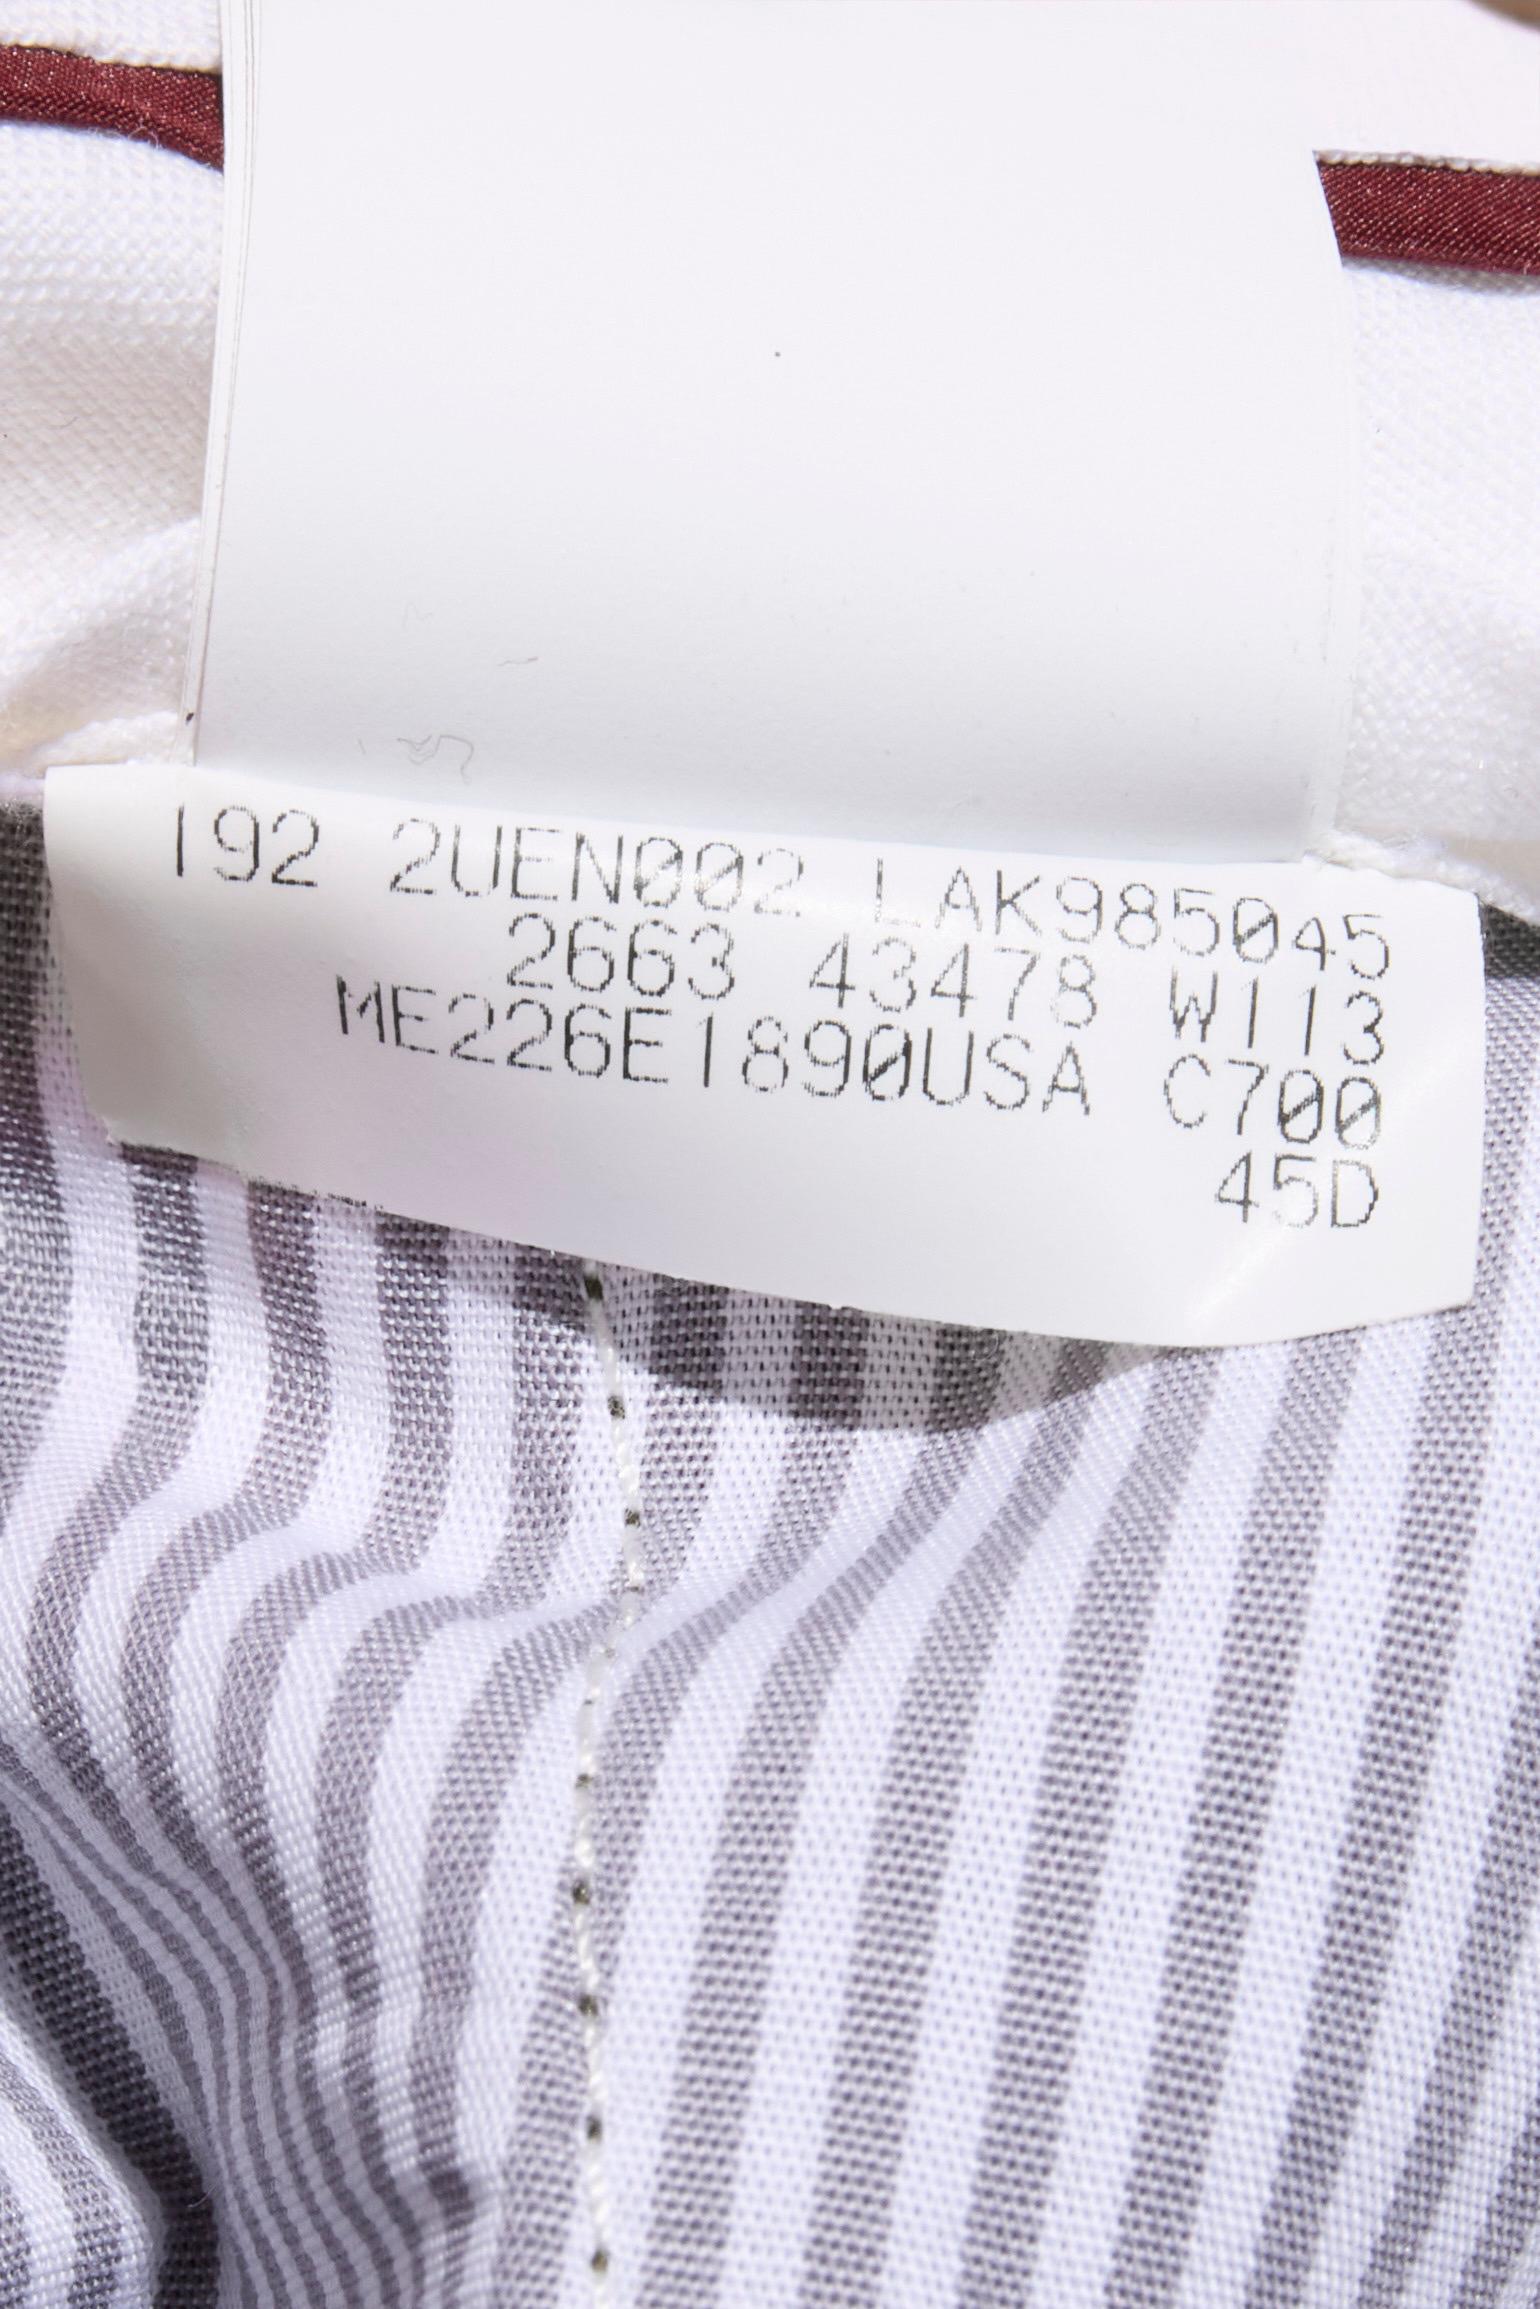 192 2UEN002 LAK985045
2663 43478 W113
ME226E1890USA C700
45D